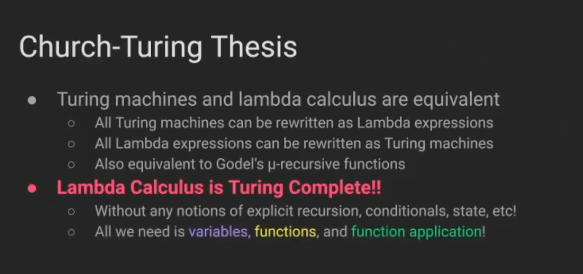 Church-Turing Thesis
● Turing machines and lambda calculus are equivalent
○ All Turing machines can be rewritten as Lambda expressions
○ All Lambda expressions can be rewritten as Turing machines
○ Also equivalent to Godel's μ-recursive functions
● Lambda Calculus is Turing Complete!!
○ Without any notions of explicit recursion, conditionals, state, etc!
○ All we need is variables, functions, and function application!